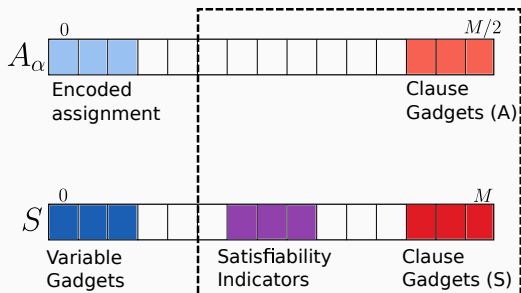 0 M/2
A_α
Encoded assignment
Clause Gadgets (A)
0 M
S
Variable Gadgets
Satisfiability Indicators
Clause Gadgets (S)